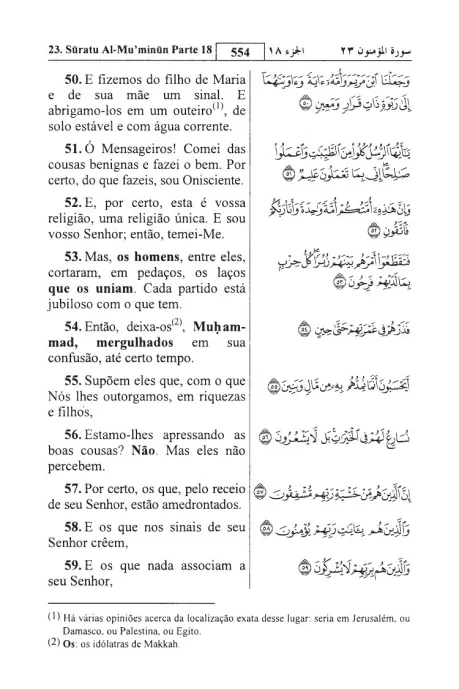 23. Sūratu Al-Mu'minūn Parte 18 554 الجزء ١٨ سورة المؤمنون ٢٣
50. E fizemos do filho de Maria
e de sua mãe um sinal. E
abrigamo-los em um outeiro(1), de
solo estável e com água corrente.
وَجَعَلْنَا ٱبْنَ مَرْيَمَ وَأُمَّهُۥٓ ءَايَةً وَءَاوَيْنَٰهُمَآ
إِلَىٰ رَبْوَةٍ ذَاتِ قَرَارٍ وَمَعِينٍ ٥٠
51. Ó Mensageiros! Comei das
cousas benignas e fazei o bem. Por
certo, do que fazeis, sou Onisciente.
يَٰٓأَيُّهَا ٱلرُّسُلُ كُلُوا۟ مِنَ ٱلطَّيِّبَٰتِ وَٱعْمَلُوا۟
صَٰلِحًا إِنِّى بِمَا تَعْمَلُونَ عَلِيمٌ ٥١
52. E, por certo, esta é vossa
religião, uma religião única. E sou
vosso Senhor; então, temei-Me.
وَإِنَّ هَٰذِهِۦٓ أُمَّتُكُمْ أُمَّةً وَٰحِدَةً وَأَنَا۠ رَبُّكُمْ
فَٱتَّقُونِ ٥٢
53. Mas, os homens, entre eles,
cortaram, em pedaços, os laços
que os uniam. Cada partido está
jubiloso com o que tem.
فَتَقَطَّعُوٓا۟ أَمْرَهُم بَيْنَهُمْ زُبُرًا كُلُّ حِزْبٍۭ
بِمَا لَدَيْهِمْ فَرِحُونَ ٥٣
54. Então, deixa-os(2), Muḥam-
mad, mergulhados em sua
confusão, até certo tempo.
فَذَرْهُمْ فِى غَمْرَتِهِمْ حَتَّىٰ حِينٍ ٥٤
55. Supõem eles que, com o que
Nós lhes outorgamos, em riquezas
e filhos,
أَيَحْسَبُونَ أَنَّمَا نُمِدُّهُم بِهِۦ مِن مَّالٍ وَبَنِينَ ٥٥
56. Estamo-lhes apressando as
boas cousas? Não. Mas eles não
percebem.
نُسَارِعُ لَهُمْ فِى ٱلْخَيْرَٰتِ بَل لَّا يَشْعُرُونَ ٥٦
57. Por certo, os que, pelo receio
de seu Senhor, estão amedrontados.
إِنَّ ٱلَّذِينَ هُم مِّنْ خَشْيَةِ رَبِّهِم مُّشْفِقُونَ ٥٧
58. E os que nos sinais de seu
Senhor crêem,
وَٱلَّذِينَ هُم بِـَٔايَٰتِ رَبِّهِمْ يُؤْمِنُونَ ٥٨
59. E os que nada associam a
seu Senhor,
وَٱلَّذِينَ هُم بِرَبِّهِمْ لَا يُشْرِكُونَ ٥٩
(1) Há várias opiniões acerca da localização exata desse lugar: seria em Jerusalém, ou
Damasco, ou Palestina, ou Egito.
(2) Os: os idólatras de Makkah.